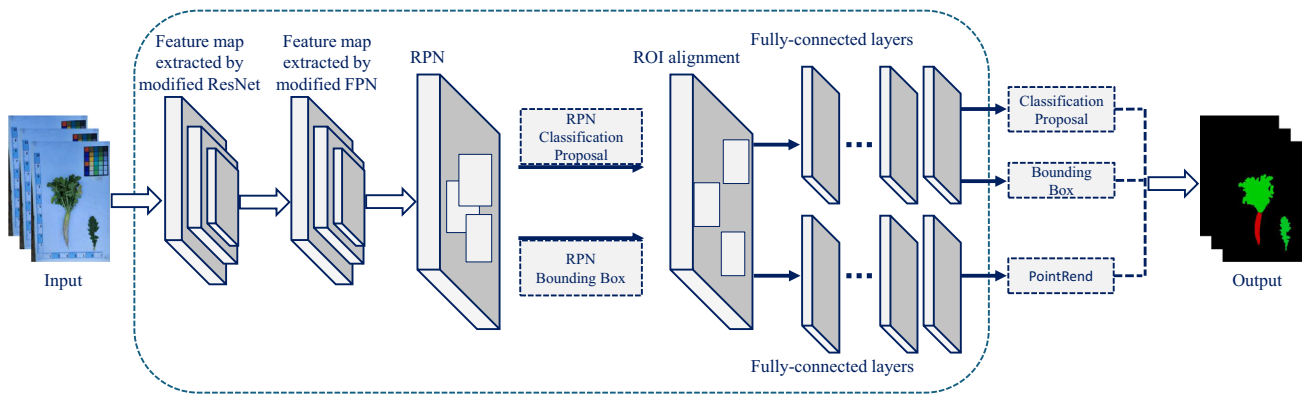 Feature map
extracted by
modified ResNet
Feature map
extracted by
modified FPN
RPN
ROI alignment
Fully-connected layers
RPN
Classification
Proposal
RPN
Bounding Box
Classification
Proposal
Bounding
Box
PointRend
Input
Output
Fully-connected layers